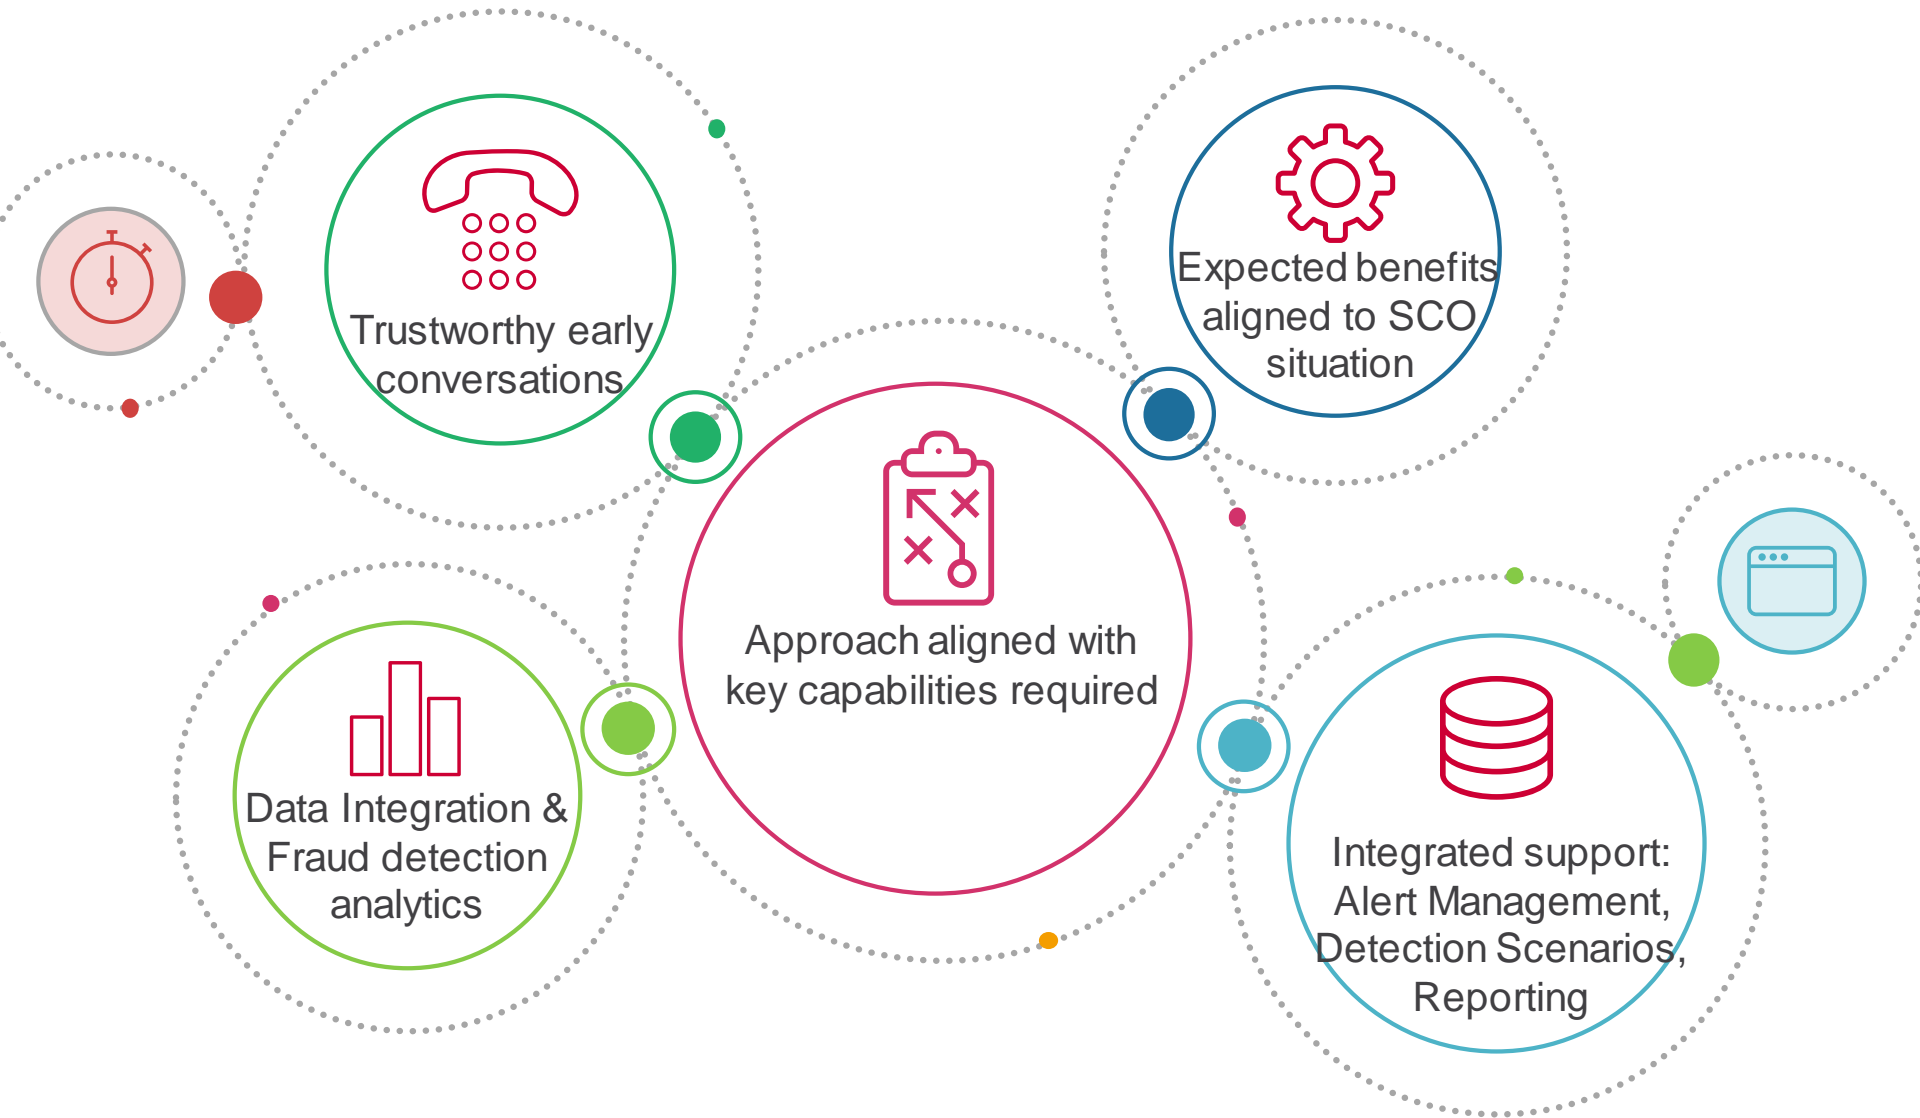 Trustworthy early
conversations
Expected benefits
aligned to SCO
situation
Approach aligned with
key capabilities required
Data Integration &
Fraud detection
analytics
Integrated support:
Alert Management,
Detection Scenarios,
Reporting